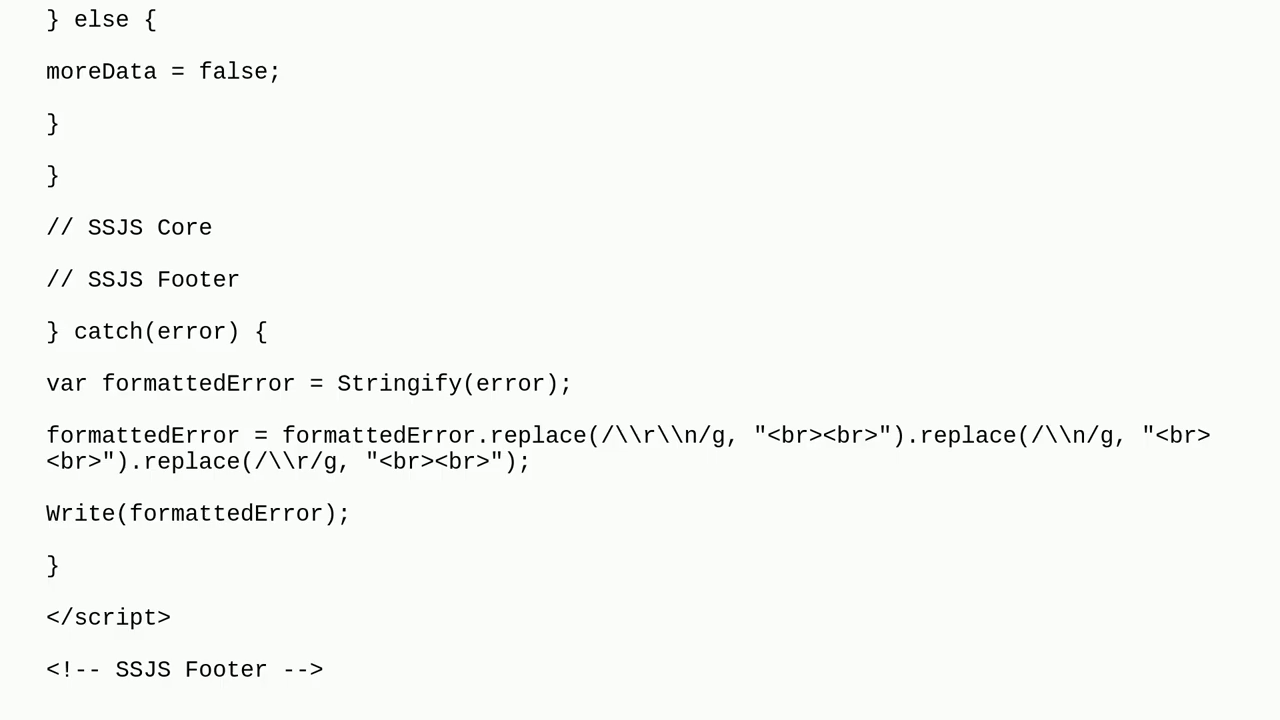 } else {
moreData = false;
}
}
// SSJS Core
// SSJS Footer
} catch(error) {
var formattedError = Stringify(error);
formattedError = formattedError.replace(/\\r\\n/g, "<br><br>").replace(/\\n/g, "<br>
<br>").replace(/\\r/g, "<br><br>");
Write(formattedError);
}
</script>
<!-- SSJS Footer -->